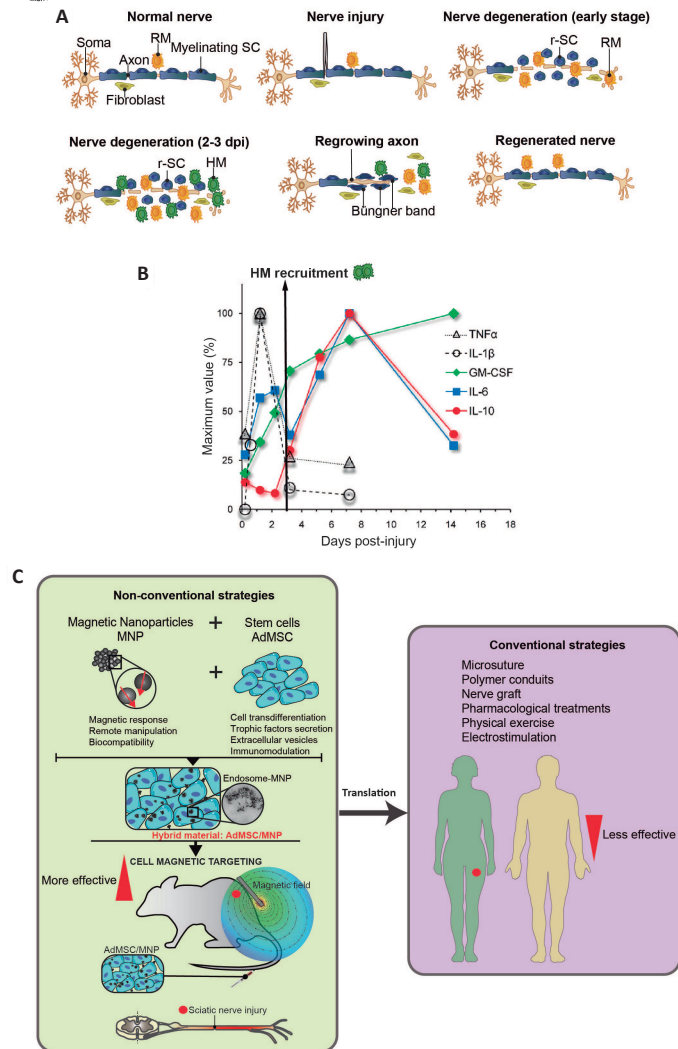 A
Normal nerve
Nerve injury
Nerve degeneration (early stage)
Soma
RM
Axon
Myelinating SC
Fibroblast
r-SC
RM
Nerve degeneration (2-3 dpi)
Regrowing axon
Regenerated nerve
r-SC
HM
Büngner band
B
HM recruitment
Maximum value (%)
100
75
50
25
0
0 2 4 6 8 10 12 14 16 18
Days post-injury
TNFα
IL-1β
GM-CSF
IL-6
IL-10
C
Non-conventional strategies
Magnetic Nanoparticles
MNP
+
Stem cells
AdMSC
+
Magnetic response
Remote manipulation
Biocompatibility
Cell transdifferentiation
Trophic factors secretion
Extracellular vesicles
Immunomodulation
Endosome-MNP
Hybrid material: AdMSC/MNP
CELL MAGNETIC TARGETING
More effective
Magnetic field
AdMSC/MNP
Sciatic nerve injury
Translation
Conventional strategies
Microsuture
Polymer conduits
Nerve graft
Pharmacological treatments
Physical exercise
Electrostimulation
Less effective